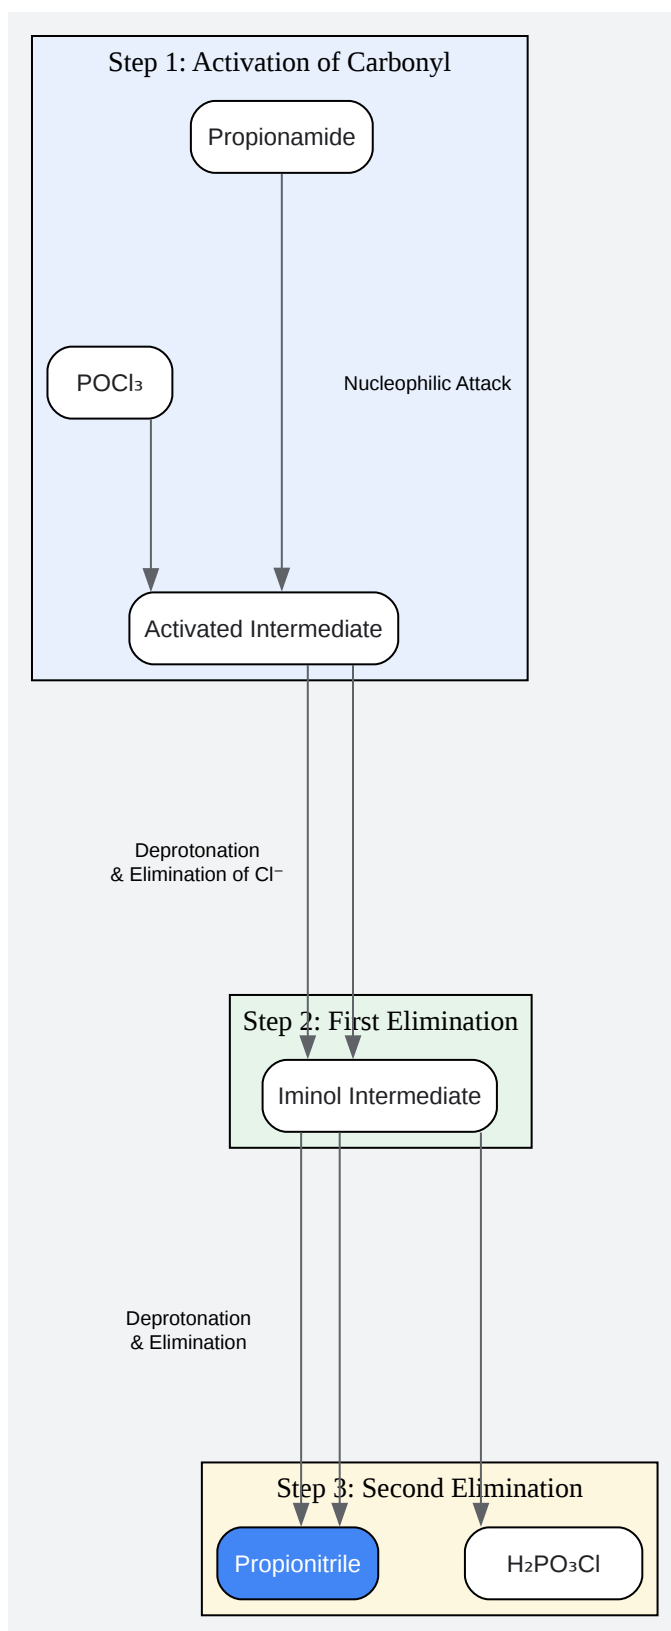 Step 1: Activation of Carbonyl
Propionamide
POCl₃
Nucleophilic Attack
Activated Intermediate
Deprotonation
& Elimination of Cl⁻
Step 2: First Elimination
Iminol Intermediate
Deprotonation
& Elimination
Step 3: Second Elimination
Propionitrile
H₂PO₃Cl